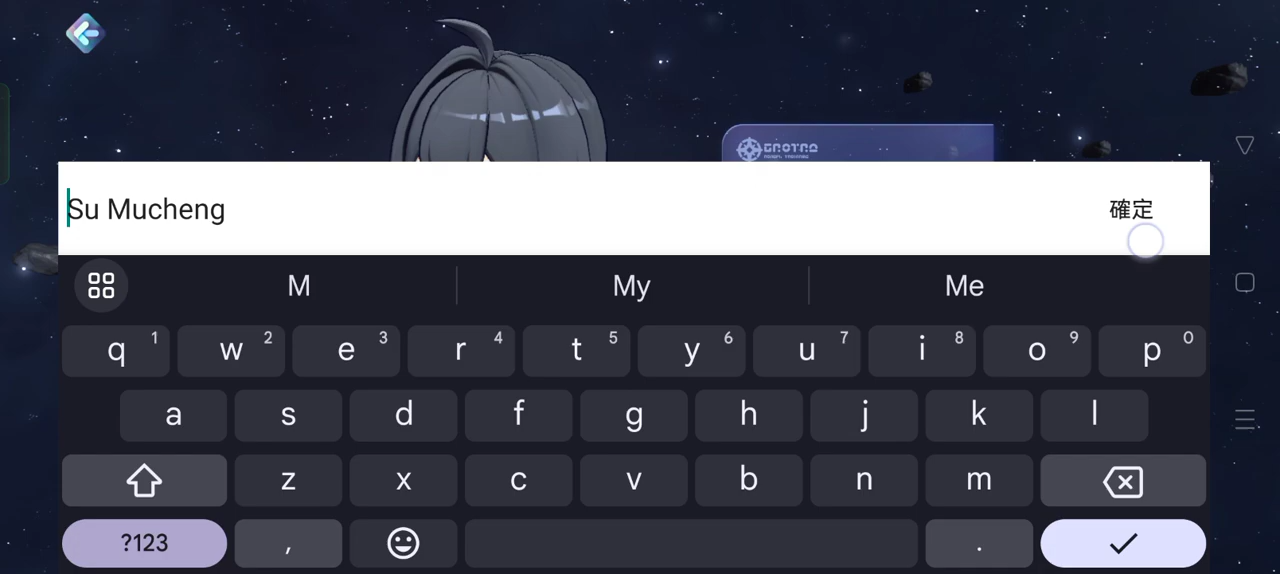 Su Mucheng
確定
M My Me
q 1 w 2 e 3 r 4 t 5 y 6 u 7 i 8 o 9 p 0
a s d f g h j k l
z x c v b n m
?123 , .